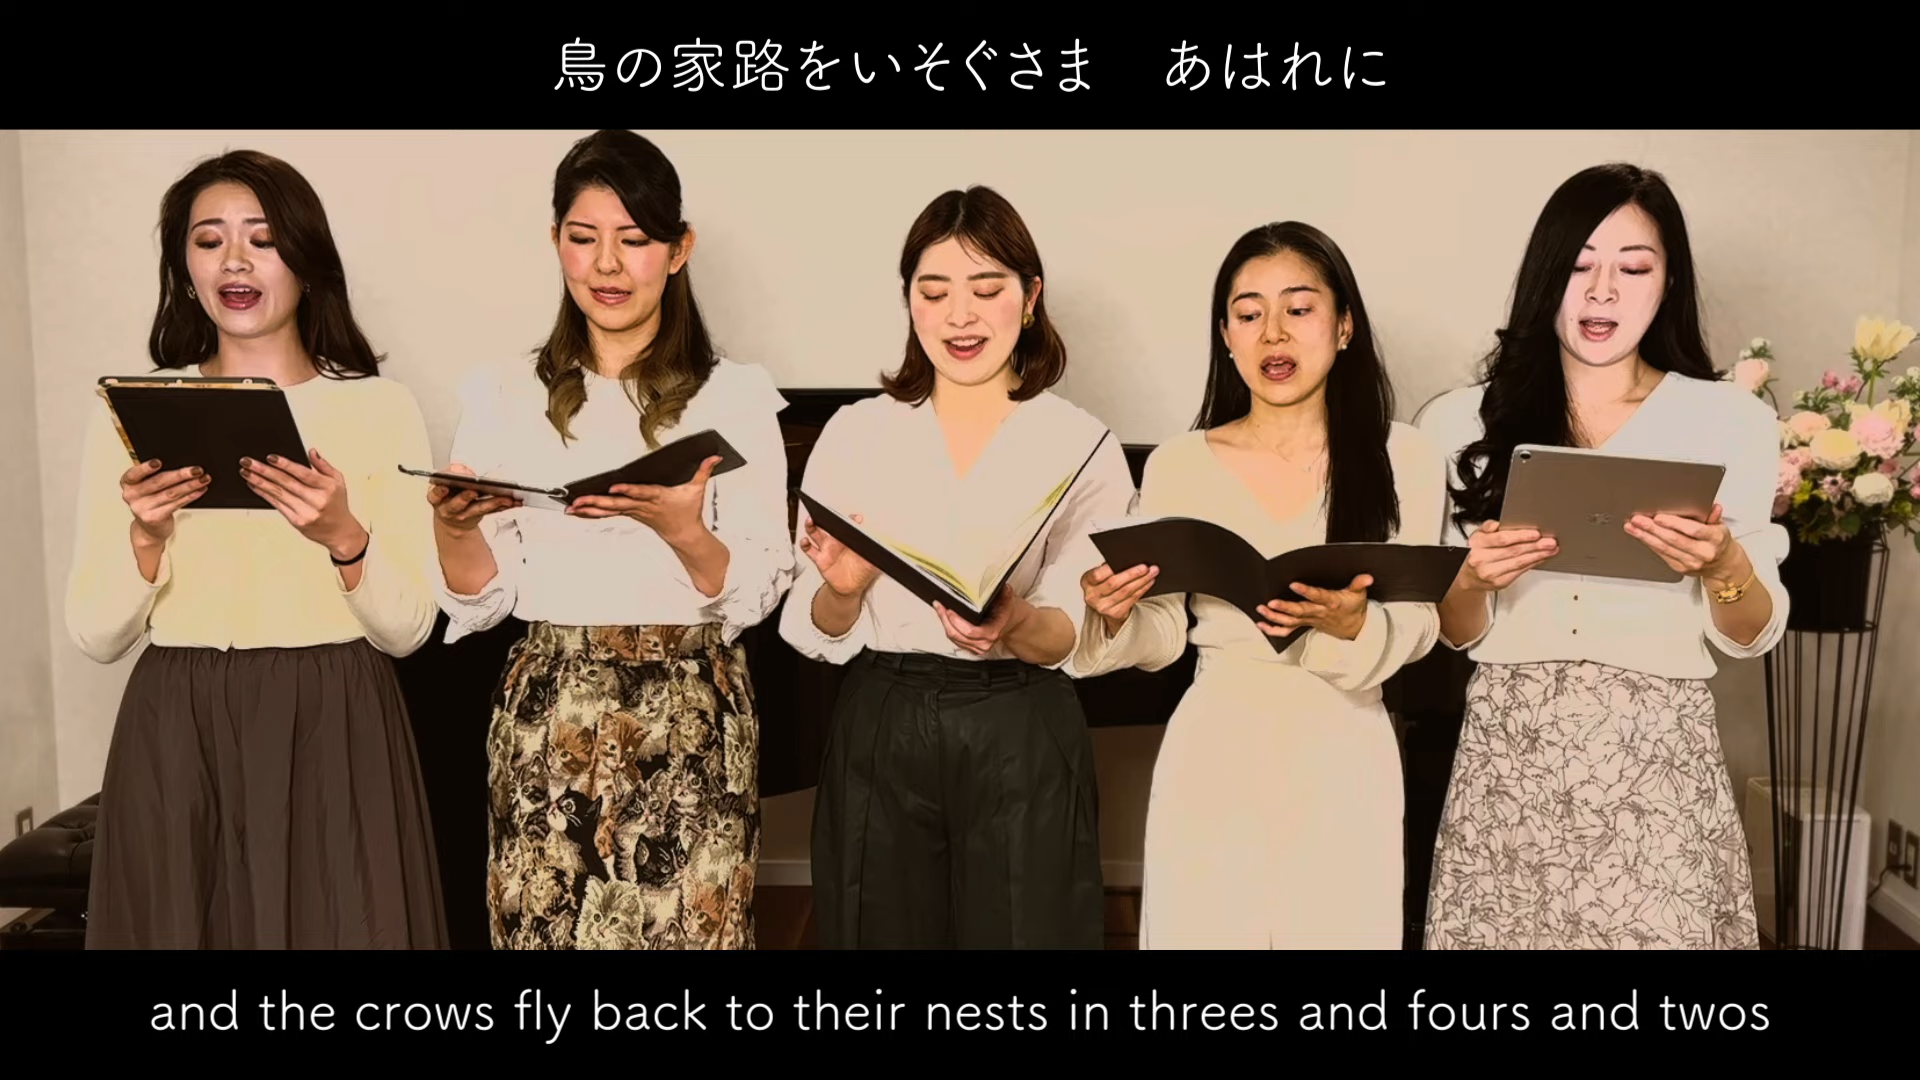 鳥の家路をいそぐさま　あはれに
and the crows fly back to their nests in threes and fours and twos